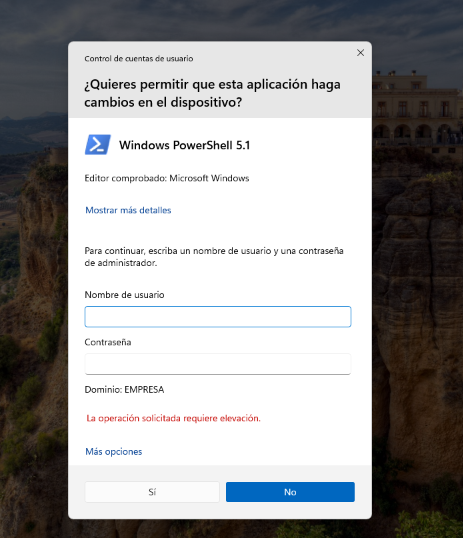 Control de cuentas de usuario
¿Quieres permitir que esta aplicación haga
cambios en el dispositivo?
Windows PowerShell 5.1
Editor comprobado: Microsoft Windows
Mostrar más detalles
Para continuar, escriba un nombre de usuario y una contraseña
de administrador.
Nombre de usuario
Contraseña
Dominio: EMPRESA
La operación solicitada requiere elevación.
Más opciones
Sí
No